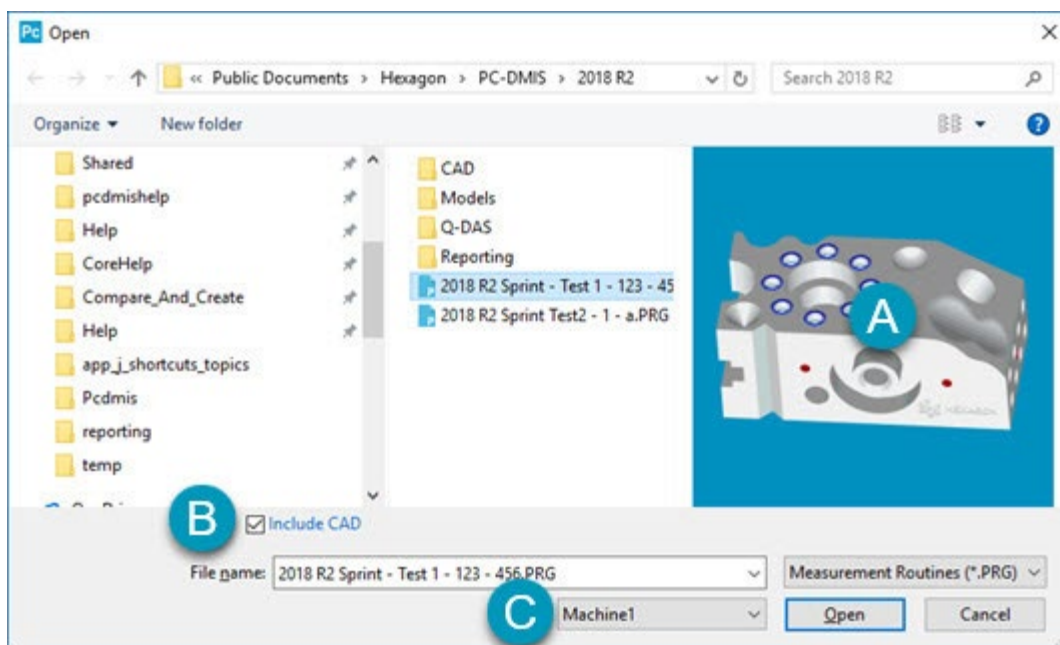 Pc Open
« Public Documents > Hexagon > PC-DMIS > 2018 R2
Search 2018 R2
Organize
New folder
Shared
pcdmishelp
Help
CoreHelp
Compare_And_Create
Help
app_j_shortcuts_topics
Pcdmis
reporting
temp
CAD
Models
Q-DAS
Reporting
2018 R2 Sprint - Test 1 - 123 - 45
2018 R2 Sprint Test2 - 1 - a.PRG
A
HEXAGON
B
Include CAD
File name:
2018 R2 Sprint - Test 1 - 123 - 456.PRG
Measurement Routines (*.PRG)
C
Machine1
Open
Cancel